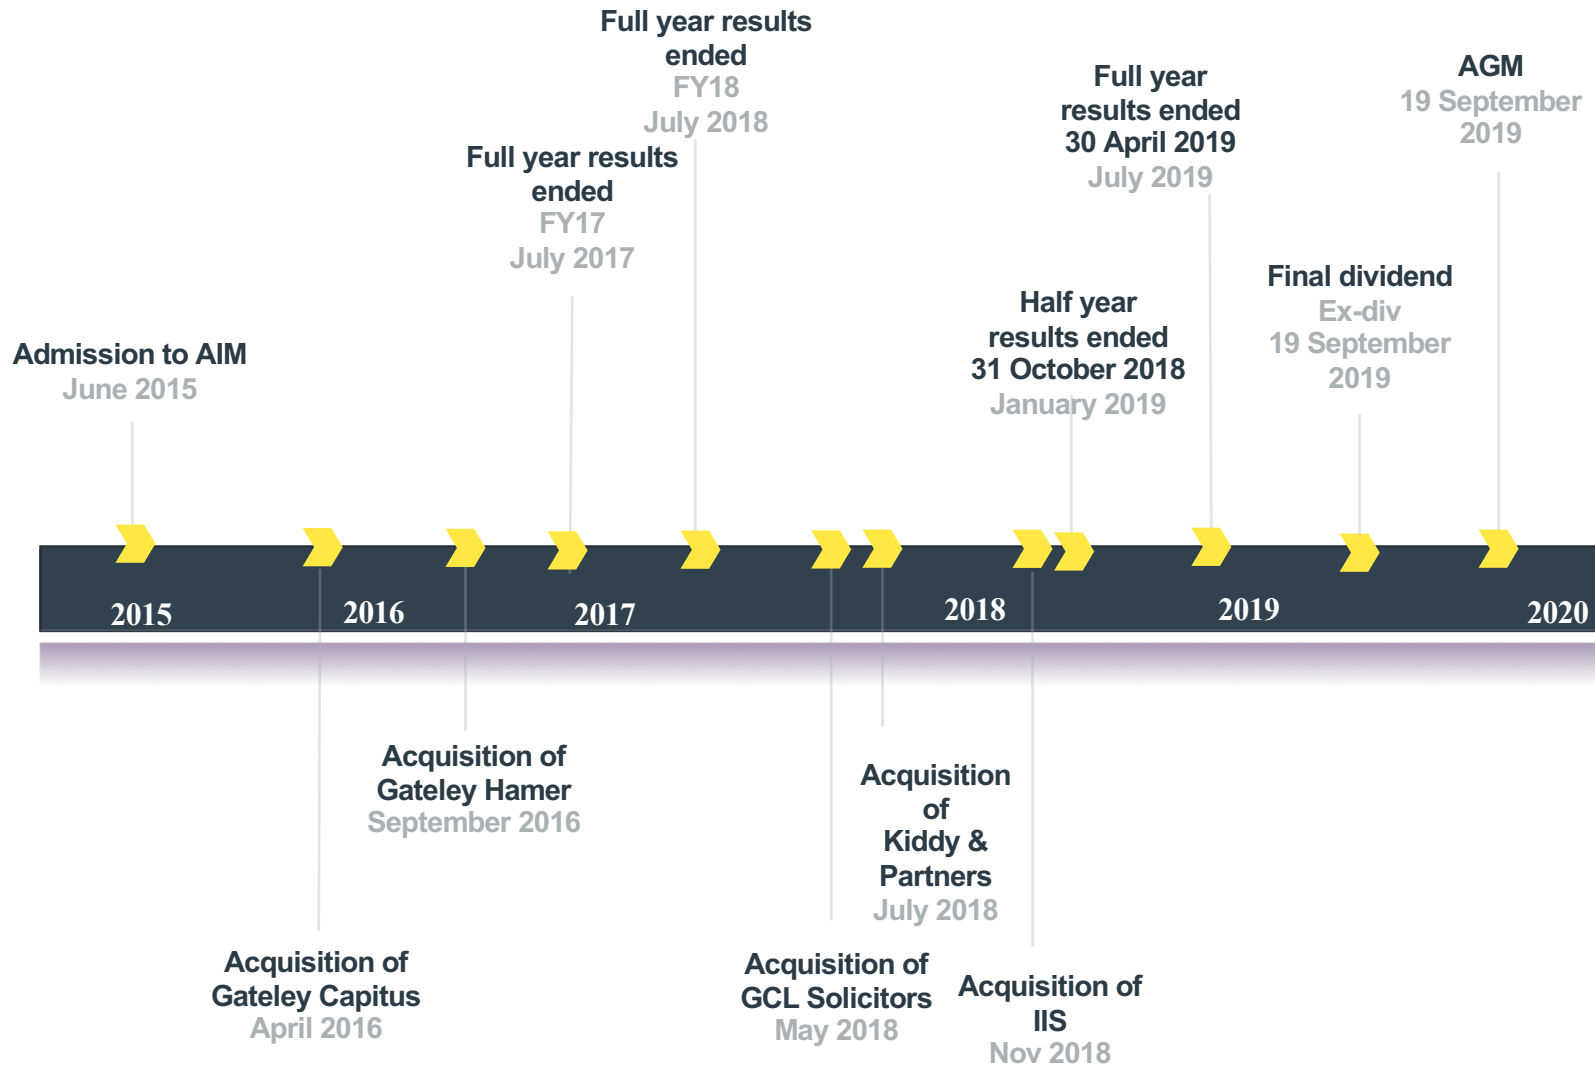 Full year results
ended
FY18
July 2018
Full year results
ended
FY17
July 2017
Admission to AIM
June 2015
Full year
results ended
30 April 2019
July 2019
AGM
19 September
2019
Half year
results ended
31 October 2018
January 2019
Final dividend
Ex-div
19 September
2019
2015
2016
2017
2018
2019
2020
Acquisition of
Gateley Capitus
April 2016
Acquisition of
Gateley Hamer
September 2016
Acquisition of
GCL Solicitors
May 2018
Acquisition
of
Kiddy &
Partners
July 2018
Acquisition of
IIS
Nov 2018